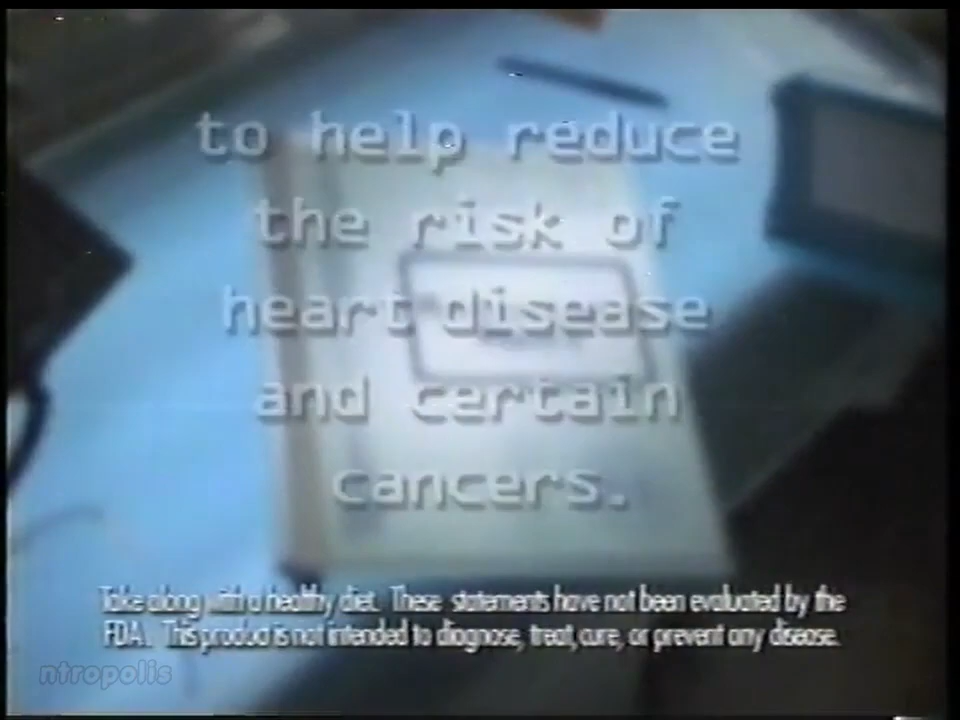 to help reduce
the risk of
heart disease
and certain
cancers.
Take along with a healthy diet. These statements have not been evaluated by the
FDA. This product is not intended to diagnose, treat, cure, or prevent any disease.
ntropolis